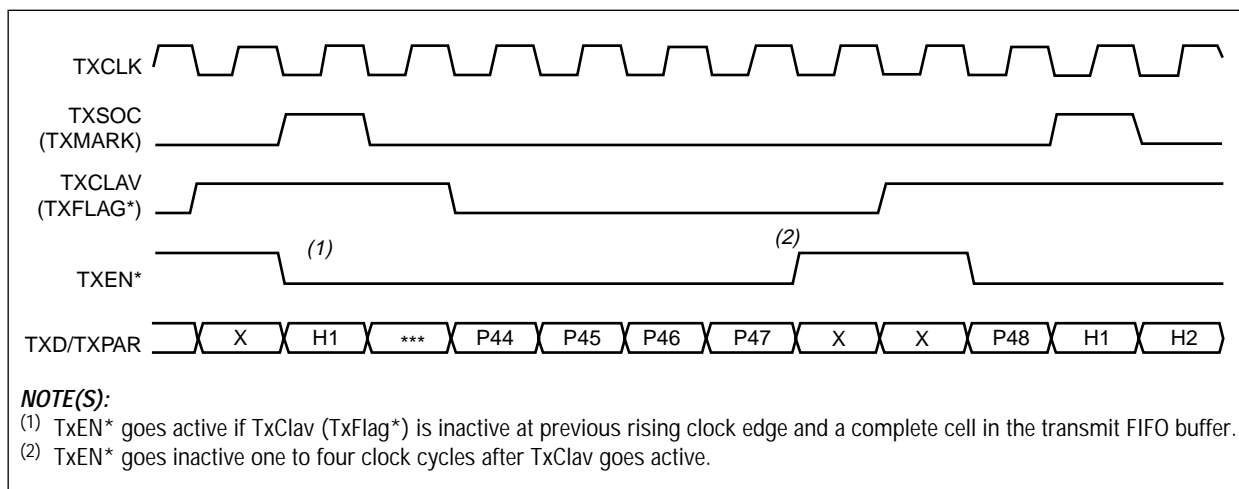 TXCLK
TXSOC
(TXMARK)
TXCLAV
(TXFLAG*)
(1)
(2)
TXEN*
TXD/TXPAR X H1 *** P44 P45 P46 P47 X X P48 H1 H2
NOTE(S):
(1) TxEN* goes active if TxClav (TxFlag*) is inactive at previous rising clock edge and a complete cell in the transmit FIFO buffer.
(2) TxEN* goes inactive one to four clock cycles after TxClav goes active.